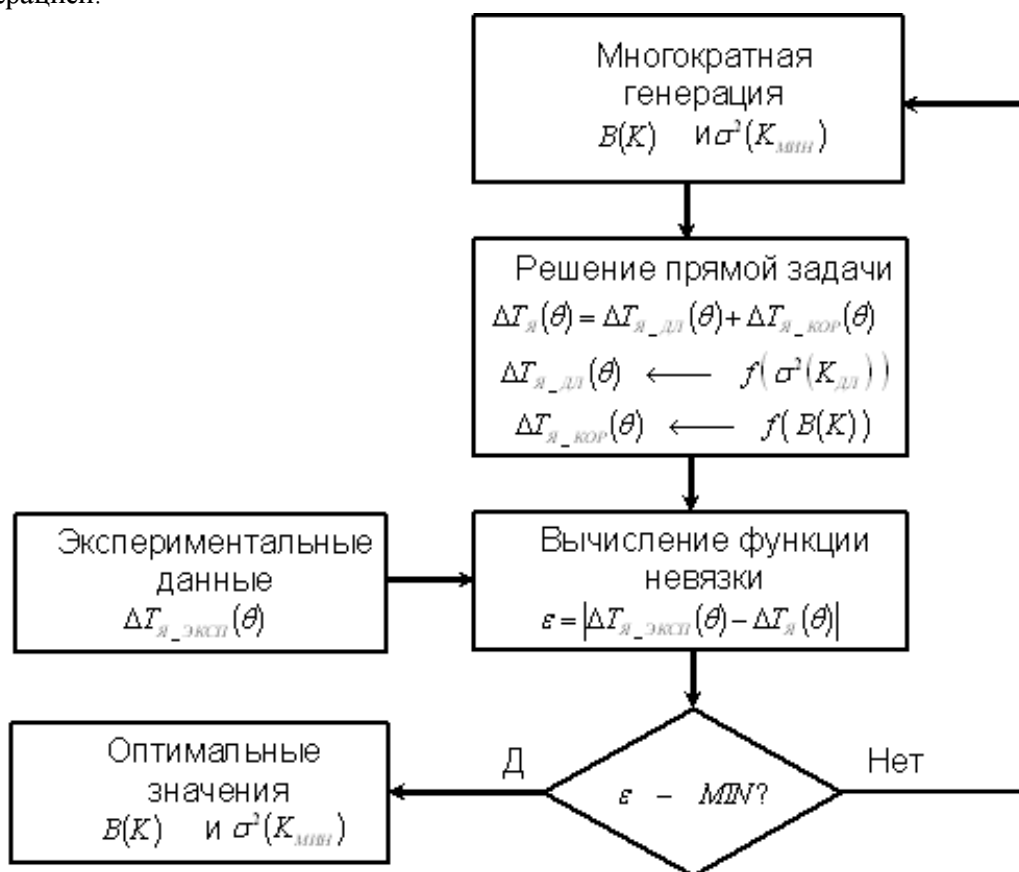 ерацией.
Многократная
генерация
B(K) и σ²(K_МИН)
Решение прямой задачи
ΔT_Я(θ) = ΔT_Я_ДЛ(θ) + ΔT_Я_КОР(θ)
ΔT_Я_ДЛ(θ) ⟵ f(σ²(K_ДЛ))
ΔT_Я_КОР(θ) ⟵ f(B(K))
Экспериментальные
данные
ΔT_Я_ЭКСП(θ)
Вычисление функции
невязки
ε = |ΔT_Я_ЭКСП(θ) − ΔT_Я(θ)|
Оптимальные
значения
B(K) и σ²(K_МИН)
Д
ε – MIN?
Нет